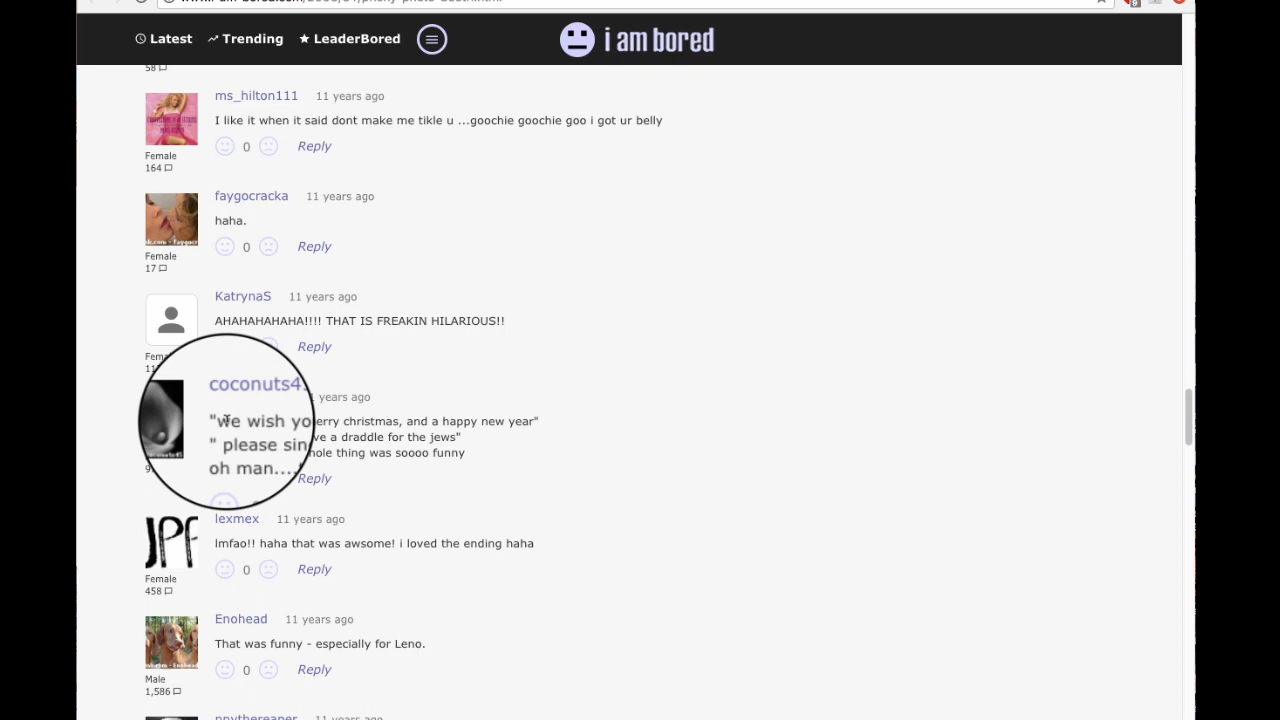 Latest Trending LeaderBored i am bored
58
ms_hilton111 11 years ago
I like it when it said dont make me tikle u ...goochie goochie goo i got ur belly
0 Reply
Female
164
faygocracka 11 years ago
haha.
0 Reply
Female
17
KatrynaS 11 years ago
AHAHAHAHAHA!!!! THAT IS FREAKIN HILARIOUS!!
Reply
coconuts4 years ago
"we wish yo erry christmas, and a happy new year"
" please sin ve a draddle for the jews"
oh man.... hole thing was soooo funny
Reply
lexmex 11 years ago
lmfao!! haha that was awsome! i loved the ending haha
0 Reply
Female
458
Enohead 11 years ago
That was funny - especially for Leno.
0 Reply
Male
1,586
11 years ago